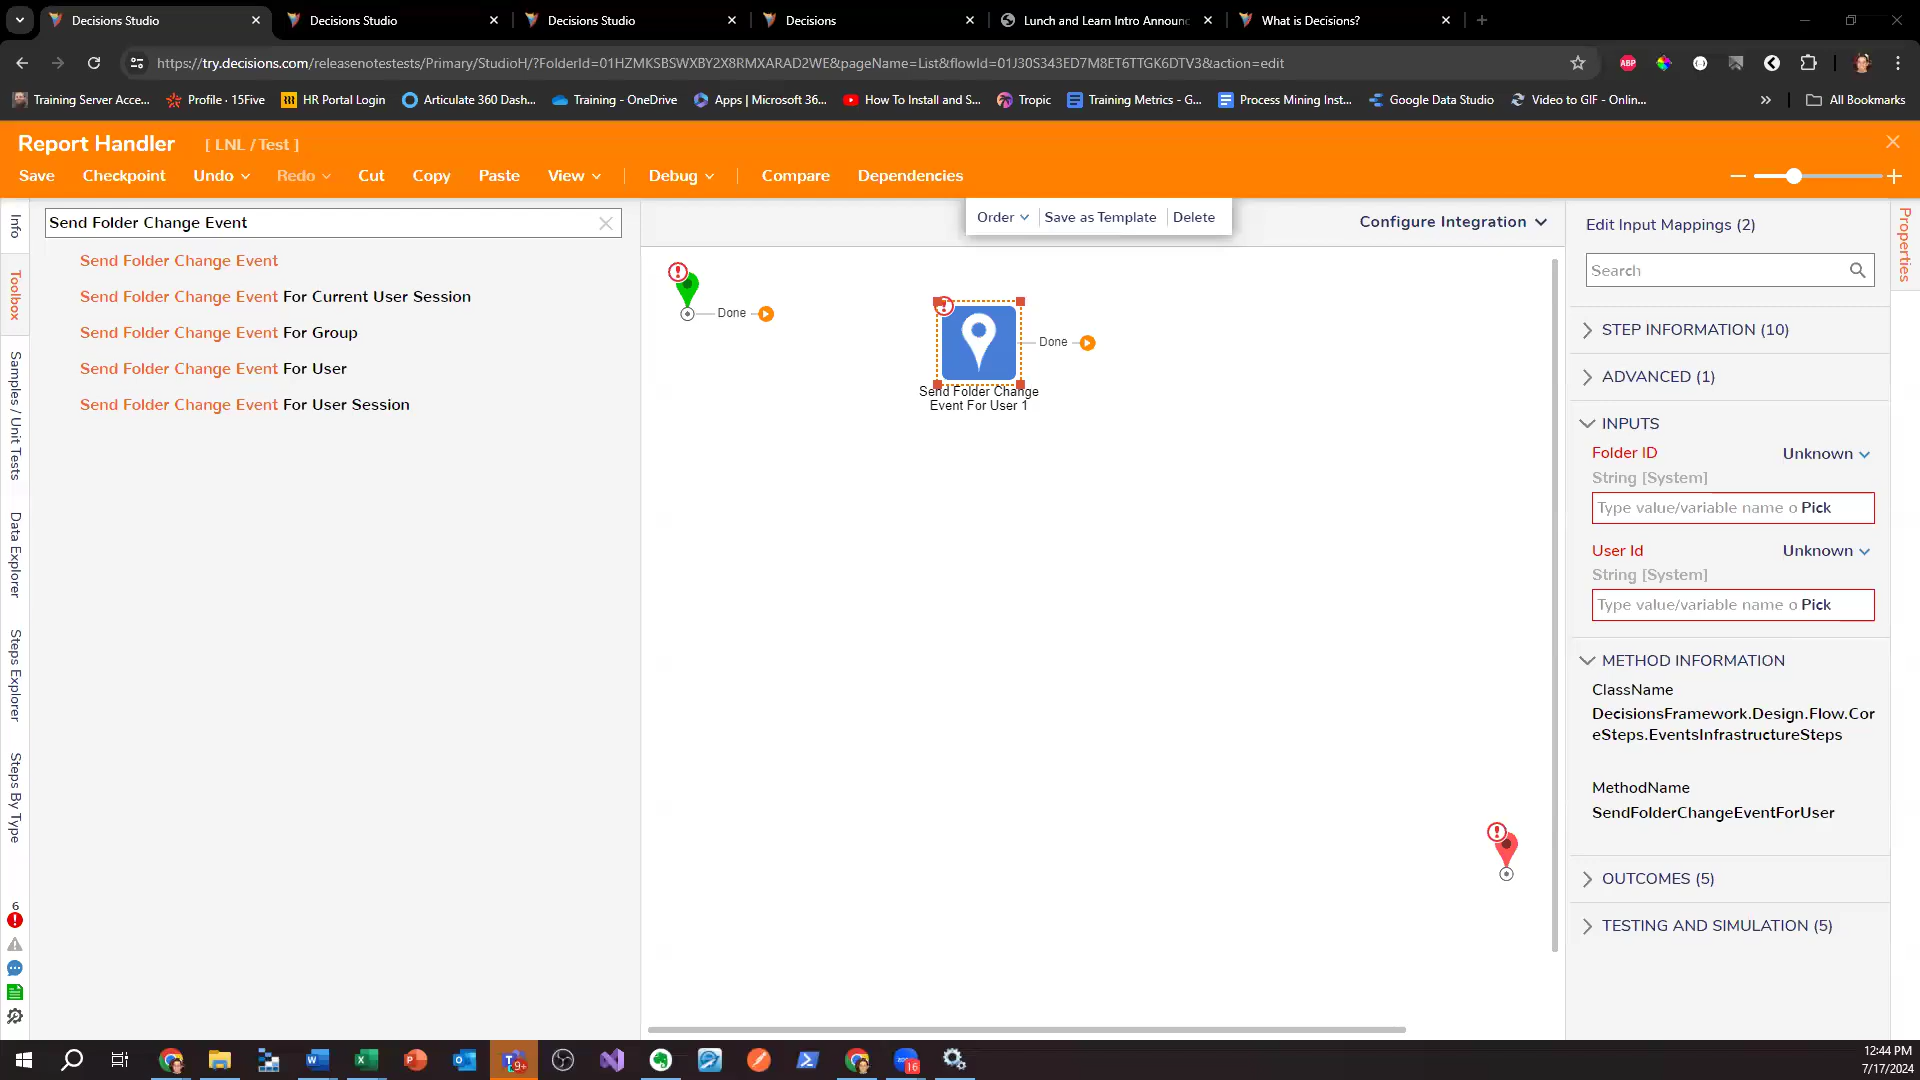 Decisions Studio
Decisions Studio
Decisions Studio
Decisions
Lunch and Learn Intro Announc
What is Decisions?
https://try.decisions.com/releasenotestests/Primary/StudioH/?FolderId=01HZMKSBSWXBY2X8RMXARAD2WE&pageName=List&flowId=01J30S343ED7M8ET6TTGK6DTV3&action=edit
ABP
Training Server Acce...
Profile · 15Five
HR Portal Login
Articulate 360 Dash...
Training - OneDrive
Apps | Microsoft 36...
How To Install and S...
Tropic
Training Metrics - G...
Process Mining Inst...
Google Data Studio
Video to GIF - Onlin...
All Bookmarks
Report Handler
[ LNL / Test ]
Save
Checkpoint
Undo
Redo
Cut
Copy
Paste
View
Debug
Compare
Dependencies
Info
Toolbox
Samples / Unit Tests
Data Explorer
Steps Explorer
Steps By Type
6
Send Folder Change Event
Send Folder Change Event
Send Folder Change Event For Current User Session
Send Folder Change Event For Group
Send Folder Change Event For User
Send Folder Change Event For User Session
Order
Save as Template
Delete
Configure Integration
Done
Done
Send Folder Change
Event For User 1
Properties
Edit Input Mappings (2)
Search
STEP INFORMATION (10)
ADVANCED (1)
INPUTS
Folder ID
Unknown
String [System]
Type value/variable name o Pick
User Id
Unknown
String [System]
Type value/variable name o Pick
METHOD INFORMATION
ClassName
DecisionsFramework.Design.Flow.Cor
eSteps.EventsInfrastructureSteps
MethodName
SendFolderChangeEventForUser
OUTCOMES (5)
TESTING AND SIMULATION (5)
9+
16
12:44 PM
7/17/2024